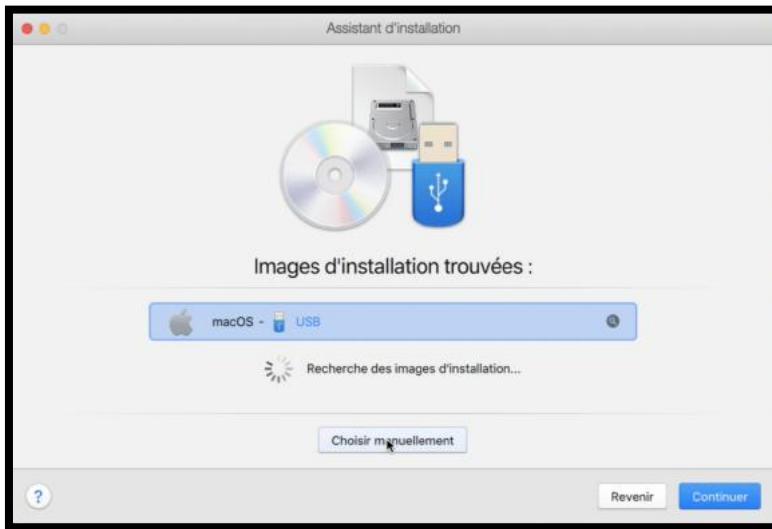 Assistant d'installation
Images d'installation trouvées :
macOS - USB
Recherche des images d'installation...
Choisir manuellement
?
Revenir
Continuer